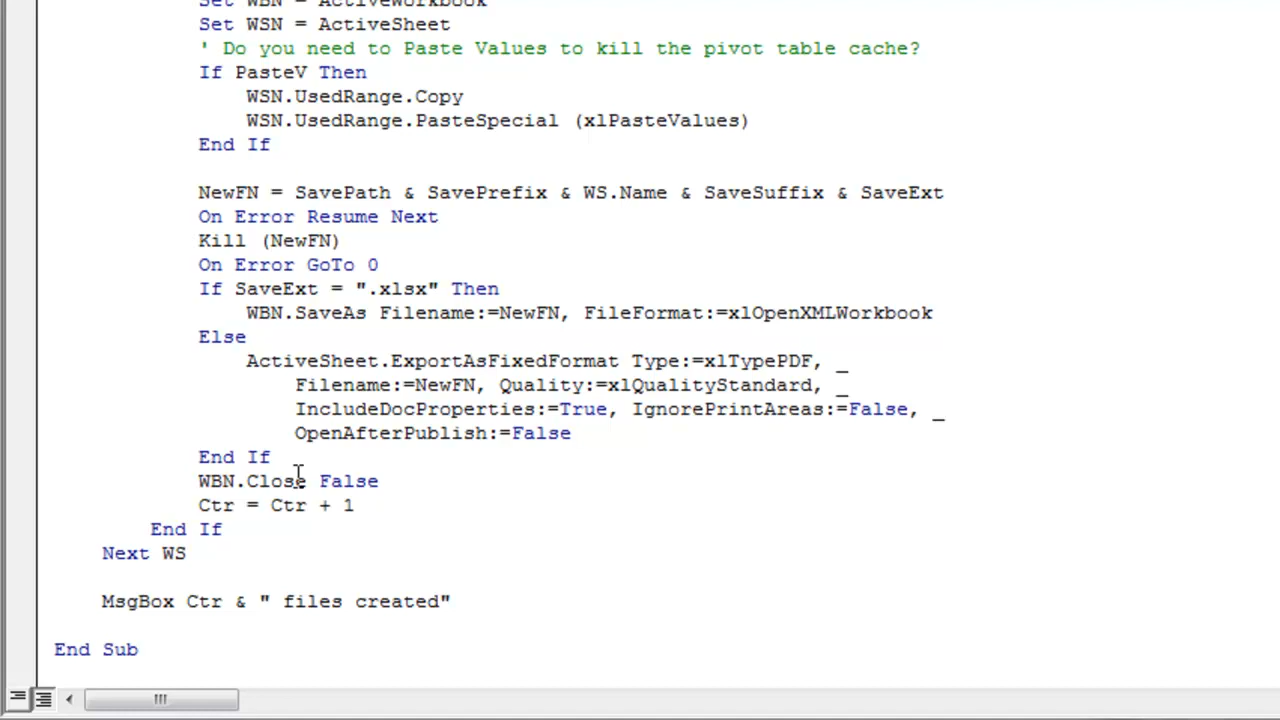 Set WBN = ActiveWorkbook
Set WSN = ActiveSheet
' Do you need to Paste Values to kill the pivot table cache?
If PasteV Then
WSN.UsedRange.Copy
WSN.UsedRange.PasteSpecial (xlPasteValues)
End If
NewFN = SavePath & SavePrefix & WS.Name & SaveSuffix & SaveExt
On Error Resume Next
Kill (NewFN)
On Error GoTo 0
If SaveExt = ".xlsx" Then
WBN.SaveAs Filename:=NewFN, FileFormat:=xlOpenXMLWorkbook
Else
ActiveSheet.ExportAsFixedFormat Type:=xlTypePDF, _
Filename:=NewFN, Quality:=xlQualityStandard, _
IncludeDocProperties:=True, IgnorePrintAreas:=False, _
OpenAfterPublish:=False
End If
WBN.Close False
Ctr = Ctr + 1
End If
Next WS
MsgBox Ctr & " files created"
End Sub